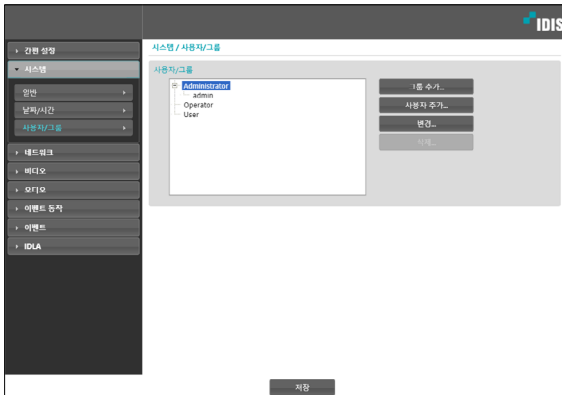 IDIS
간편 설정
시스템
일반
날짜/시간
사용자/그룹
네트워크
비디오
오디오
이벤트 동작
이벤트
IDLA
시스템 / 사용자/그룹
사용자/그룹
Administrator
admin
Operator
User
그룹 추가...
사용자 추가...
변경...
삭제...
저장